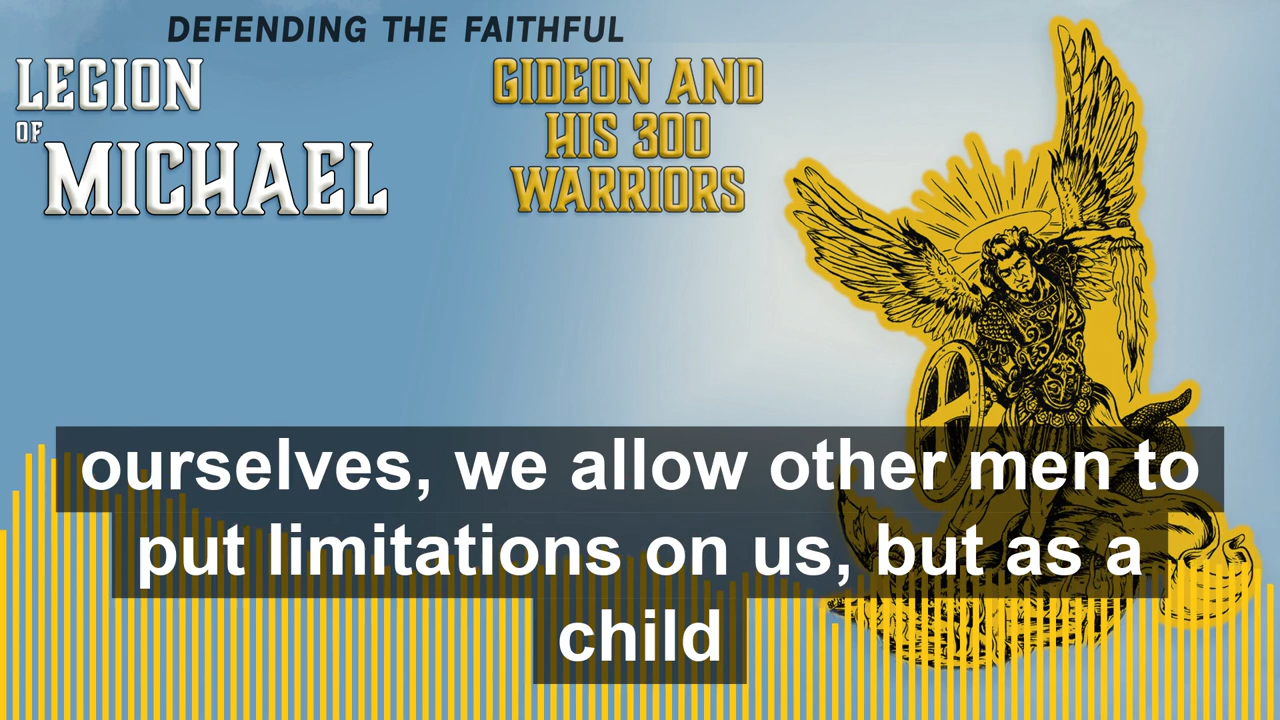 DEFENDING THE FAITHFUL
LEGION
OF
MICHAEL
GIDEON AND
HIS 300
WARRIORS
ourselves, we allow other men to
put limitations on us, but as a
child